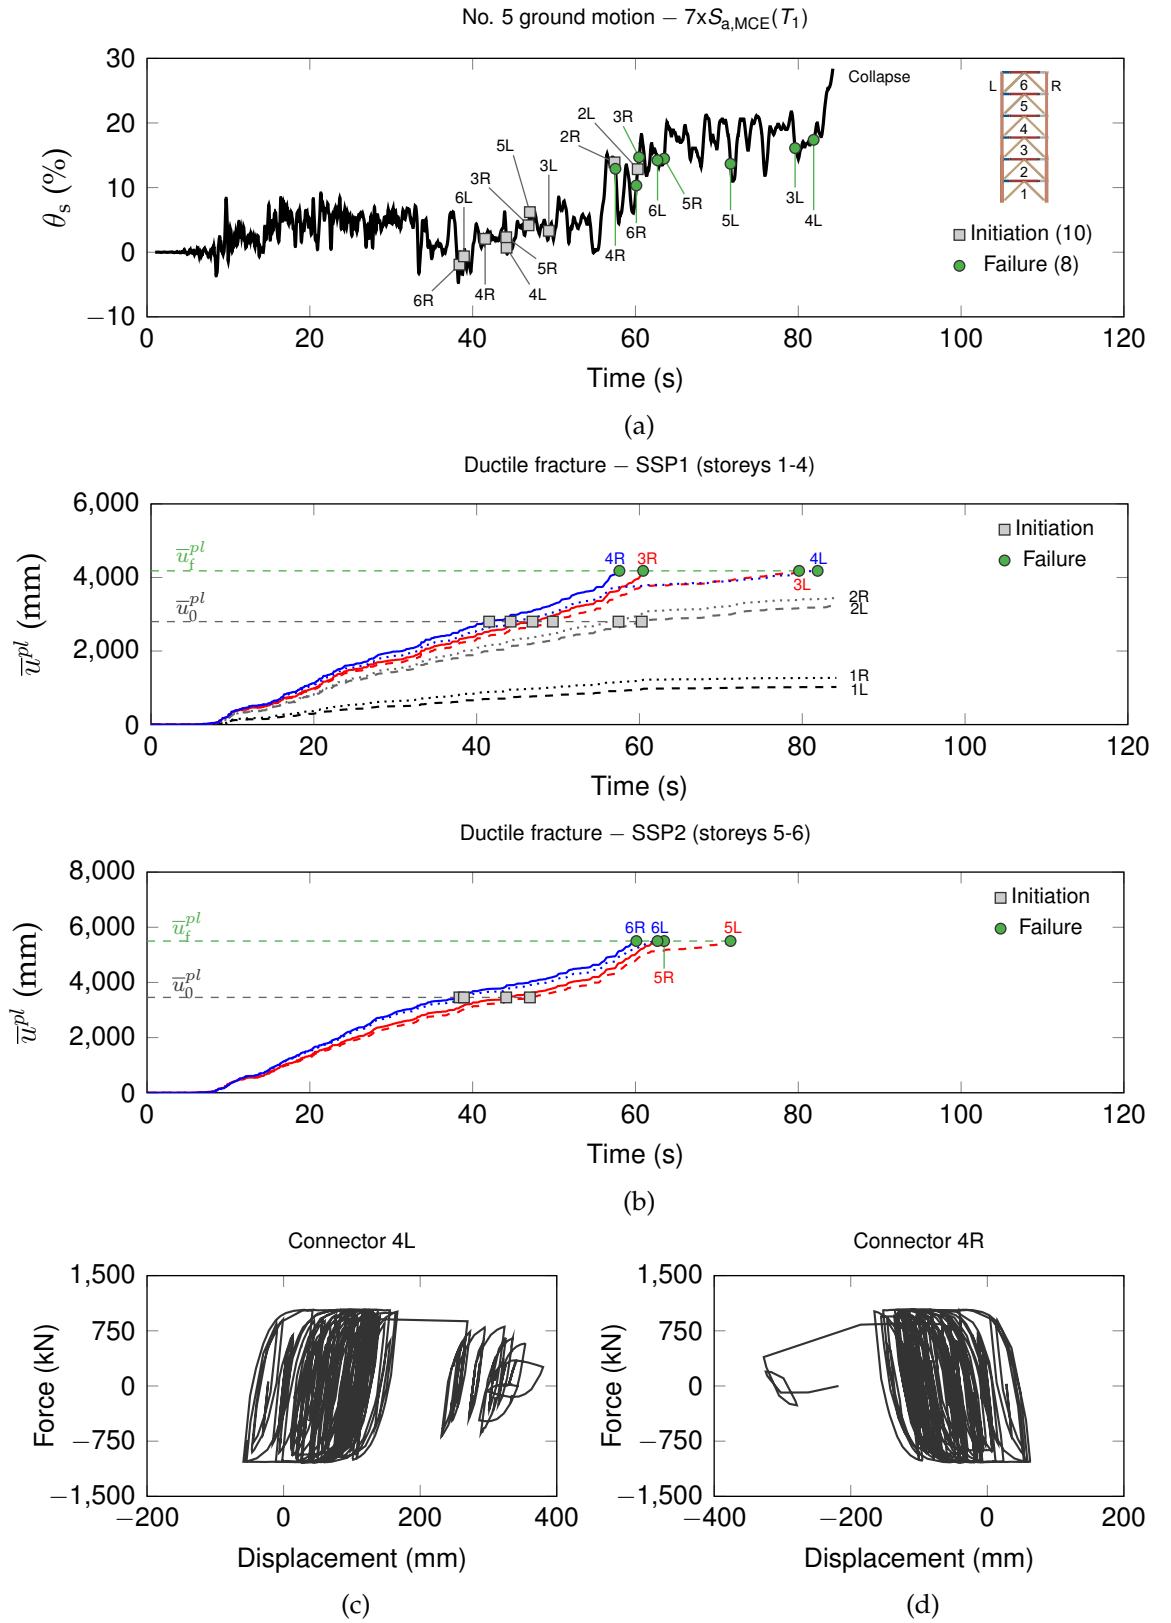 No. 5 ground motion − 7xSa,MCE(T1)
30
20
10
0
−10
θs (%)
Collapse
L
R
6
5
4
3
2
1
Initiation (10)
Failure (8)
2L
3R
2R
5L
3R
3L
6L
6R
4R
4L
5R
4R
6R
6L
5R
5L
3L
4L
0
20
40
60
80
100
120
Time (s)
(a)
Ductile fracture − SSP1 (storeys 1-4)
6,000
4,000
2,000
0
u̅pl (mm)
u̅fpl
u̅0pl
4R
3R
4L
3L
2R
2L
1R
1L
Initiation
Failure
0
20
40
60
80
100
120
Time (s)
Ductile fracture − SSP2 (storeys 5-6)
8,000
6,000
4,000
2,000
0
u̅pl (mm)
u̅fpl
u̅0pl
6R
6L
5L
5R
Initiation
Failure
0
20
40
60
80
100
120
Time (s)
(b)
Connector 4L
1,500
750
0
−750
−1,500
Force (kN)
−200
0
200
400
Displacement (mm)
(c)
Connector 4R
1,500
750
0
−750
−1,500
Force (kN)
−400
−200
0
200
Displacement (mm)
(d)